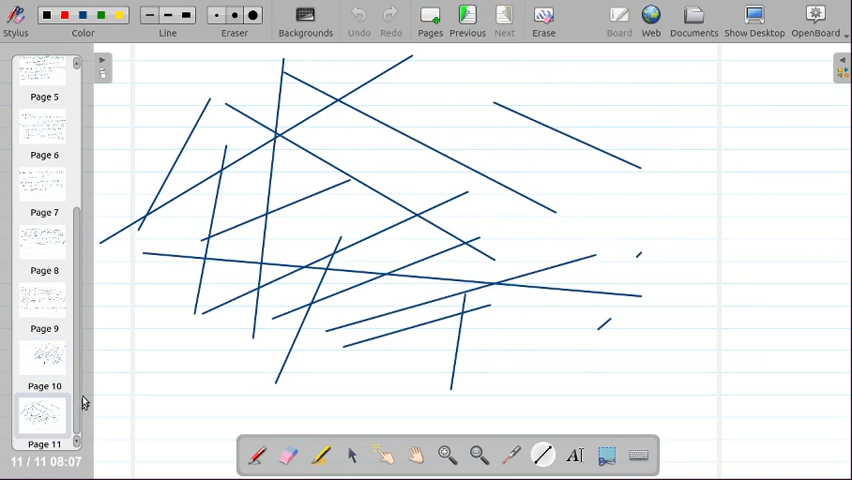 Stylus Color Line Eraser Backgrounds Undo Redo Pages Previous Next Erase Board Web Documents Show Desktop OpenBoard
Page 5
Page 6
Page 7
Page 8
Page 9
Page 10
Page 11
11 / 11 08:07